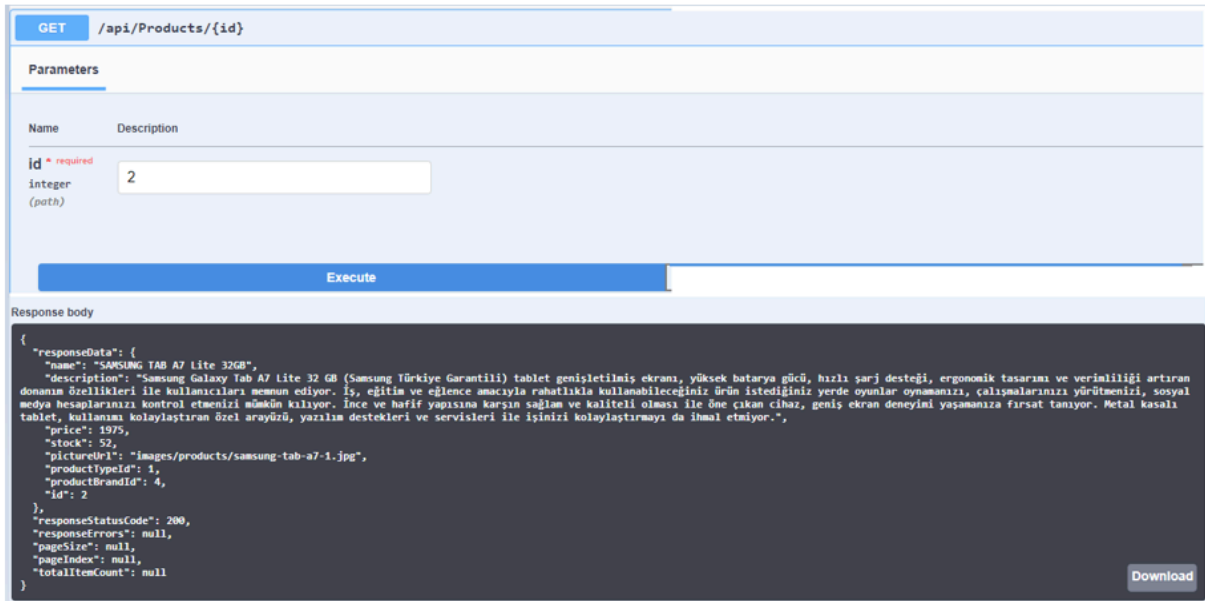 GET /api/Products/{id}
Parameters
Name Description
id * required
integer
(path)
2
Execute
Response body
{
"responseData": {
"name": "SAMSUNG TAB A7 Lite 32GB",
"description": "Samsung Galaxy Tab A7 Lite 32 GB (Samsung Türkiye Garantili) tablet genişletilmiş ekranı, yüksek batarya gücü, hızlı şarj desteği, ergonomik tasarımı ve verimliliği artıran
donanım özellikleri ile kullanıcıları memnun ediyor. İş, eğitim ve eğlence amacıyla rahatlıkla kullanabileceğiniz ürün istediğiniz yerde oyunlar oynamanızı, çalışmalarınızı yürütmenizi, sosyal
medya hesaplarınızı kontrol etmenizi mümkün kılıyor. İnce ve hafif yapısına karşın sağlam ve kaliteli olması ile öne çıkan cihaz, geniş ekran deneyimi yaşamanıza fırsat tanıyor. Metal kasalı
tablet, kullanımı kolaylaştıran özel arayüzü, yazılım destekleri ve servisleri ile işinizi kolaylaştırmayı da ihmal etmiyor.",
"price": 1975,
"stock": 52,
"pictureUrl": "images/products/samsung-tab-a7-1.jpg",
"productTypeId": 1,
"productBrandId": 4,
"id": 2
},
"responseStatusCode": 200,
"responseErrors": null,
"pageSize": null,
"pageIndex": null,
"totalItemCount": null
}
Download